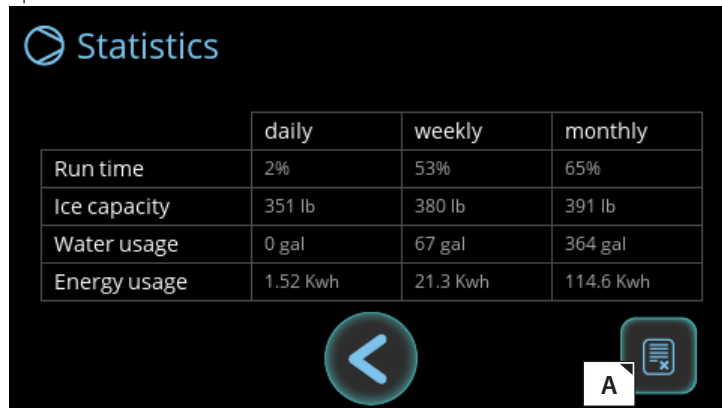 Statistics
daily weekly monthly
Run time 2% 53% 65%
Ice capacity 351 lb 380 lb 391 lb
Water usage 0 gal 67 gal 364 gal
Energy usage 1.52 Kwh 21.3 Kwh 114.6 Kwh
A